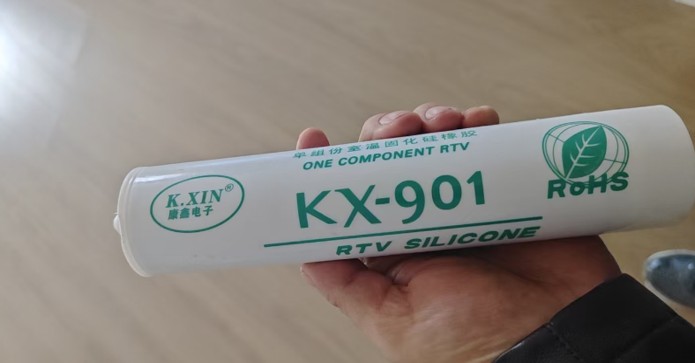 K.XIN®
康鑫电子
单组份室温固化硅橡胶
ONE COMPONENT RTV
KX-901
RTV SILICONE
RoHS